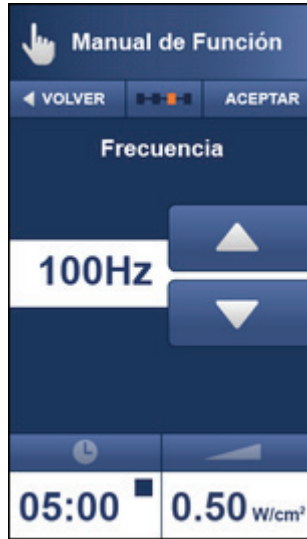 Manual de Función
VOLVER ACEPTAR
Frecuencia
100Hz
05:00 0.50 W/cm²